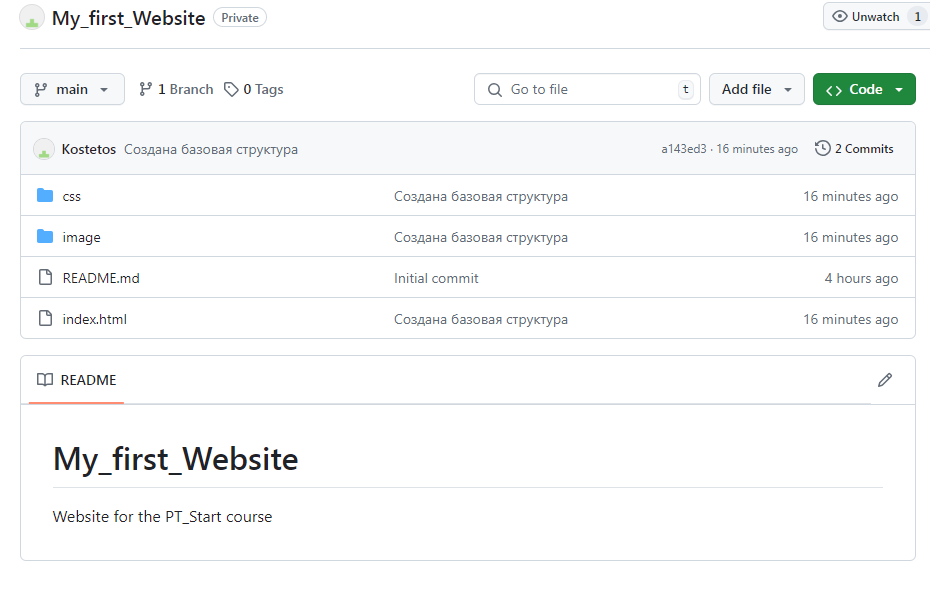 My_first_Website Private Unwatch 1
main 1 Branch 0 Tags Go to file t Add file Code
Kostetos Создана базовая структура a143ed3 · 16 minutes ago 2 Commits
css Создана базовая структура 16 minutes ago
image Создана базовая структура 16 minutes ago
README.md Initial commit 4 hours ago
index.html Создана базовая структура 16 minutes ago
README
My_first_Website
Website for the PT_Start course